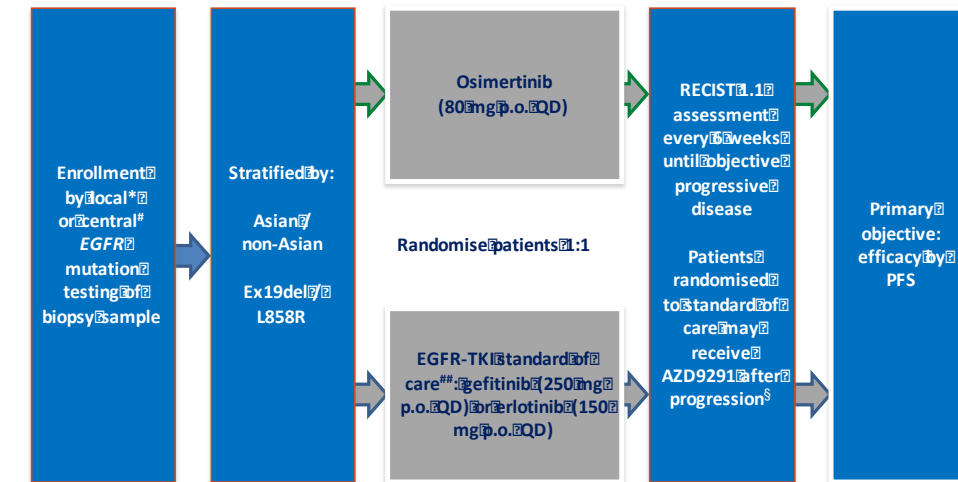 Enrollment
by local*
or central#
EGFR
mutation
testing of
biopsy sample
Stratified by:
Asian /
non-Asian
Ex19del /
L858R
Osimertinib
(80 mg p.o. QD)
Randomise patients 1:1
EGFR-TKI standard of
care##: gefitinib (250 mg
p.o. QD) or erlotinib (150
mg p.o. QD)
RECIST 1.1
assessment
every 6 weeks
until objective
progressive
disease
Patients
randomised
to standard of
care may
receive
AZD9291 after
progression§
Primary
objective:
efficacy by
PFS